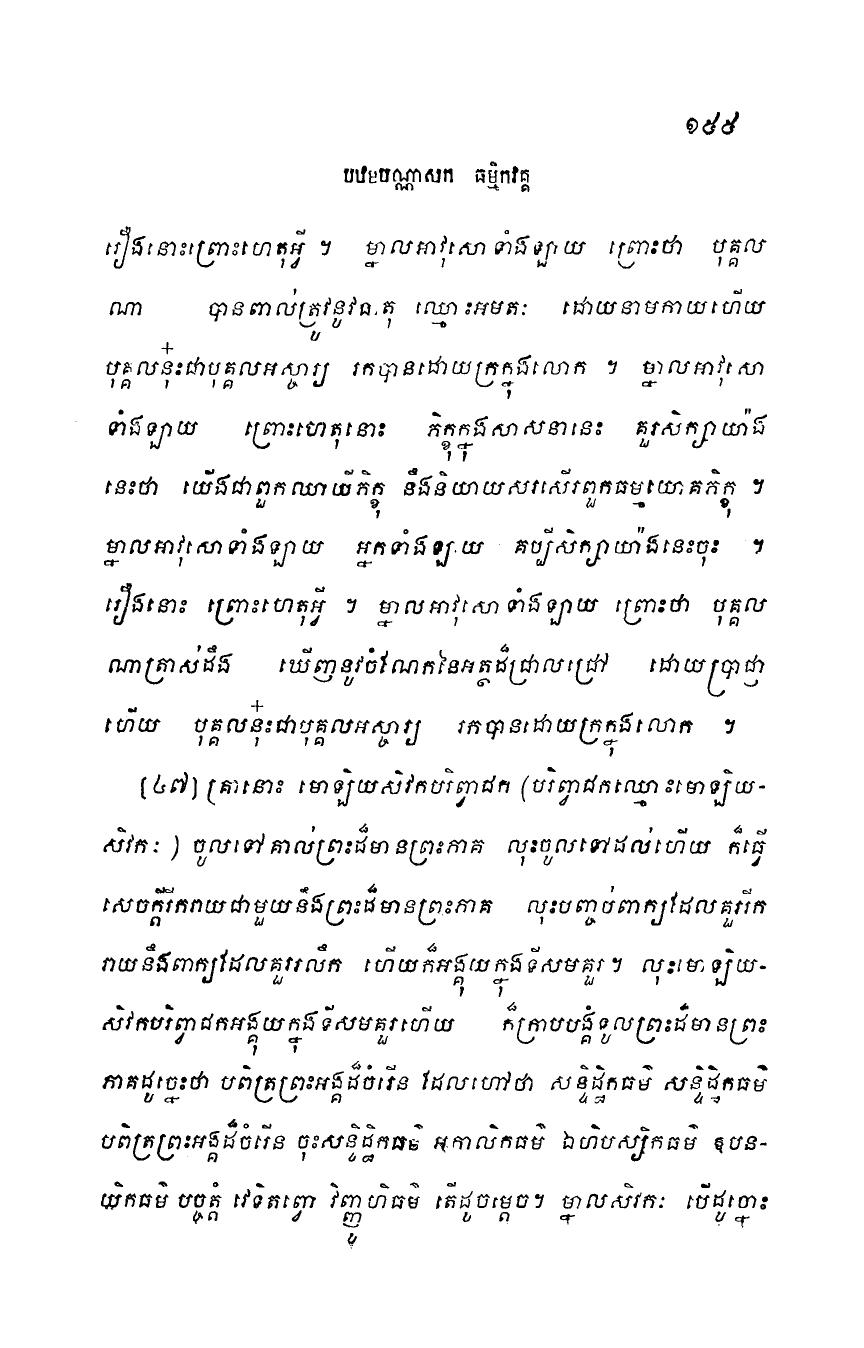 ១៥៥
បឋមបណ្ណាសក ធម្មិកវគ្គ
រឿងនោះព្រោះហេតុអ្វី ។ ម្នាលអាវុសោទាំងឡាយ ព្រោះថា បុគ្គល
ណា បានពាល់ត្រូវនូវធាតុ ឈ្មោះអមតៈ ដោយនាមកាយហើយ
បុគ្គលនុ៎ះជាបុគ្គលអស្ចារ្យ រកបានដោយក្រក្នុងលោក ។ ម្នាលអាវុសោ
ទាំងឡាយ ព្រោះហេតុនោះ ភិក្ខុក្នុងសាសនានេះ គួរសិក្សាយ៉ាង
នេះថា យើងជាពួកឈាយីភិក្ខុ នឹងនិយាយសរសើរពួកធម្មយោគភិក្ខុ ។
ម្នាលអាវុសោទាំងឡាយ អ្នកទាំងឡាយ គប្បីសិក្សាយ៉ាងនេះចុះ ។
រឿងនោះ ព្រោះហេតុអ្វី ។ ម្នាលអាវុសោទាំងឡាយ ព្រោះថា បុគ្គល
ណាត្រាស់ដឹង ឃើញនូវចំណែកនៃអត្ថដ៏ជ្រាលជ្រៅ ដោយប្រាជ្ញា
ហើយ បុគ្គលនុ៎ះជាបុគ្គលអស្ចារ្យ រកបានដោយក្រក្នុងលោក ។
[៤៧] គ្រានោះ មោឡិយសិវកបរិព្វាជក (បរិព្វាជកឈ្មោះមោឡិយ-
សិវកៈ ) ចូលទៅគាល់ព្រះដ៏មានព្រះភាគ លុះចូលទៅដល់ហើយ ក៏ធ្វើ
សេចក្តីរីករាយជាមួយនឹងព្រះដ៏មានព្រះភាគ លុះបញ្ចប់ពាក្យដែលគួររីក
រាយនឹងពាក្យដែលគួររលឹក ហើយក៏អង្គុយក្នុងទីសមគួរ។ លុះមោឡិយ-
សិវកបរិព្វាជកអង្គុយក្នុងទីសមគួរហើយ ក៏ក្រាបបង្គំទូលព្រះដ៏មានព្រះ
ភាគដូច្នេះថា បពិត្រព្រះអង្គដ៏ចំរើន ដែលហៅថា សន្ទិដ្ឋិកធម៌ សន្ទិដ្ឋិកធម៌
បពិត្រព្រះអង្គដ៏ចំរើន ចុះសន្ទិដ្ឋិកធម៌ អកាលិកធម៌ ឯហិបស្សិកធម៌ ឧបន-
យិកធម៌ បច្ចត្តំ វេទិតព្វោ វិញ្ញូហិធម៌ តើដូចម្តេច។ ម្នាលសិវកៈ បើដូច្នោះ